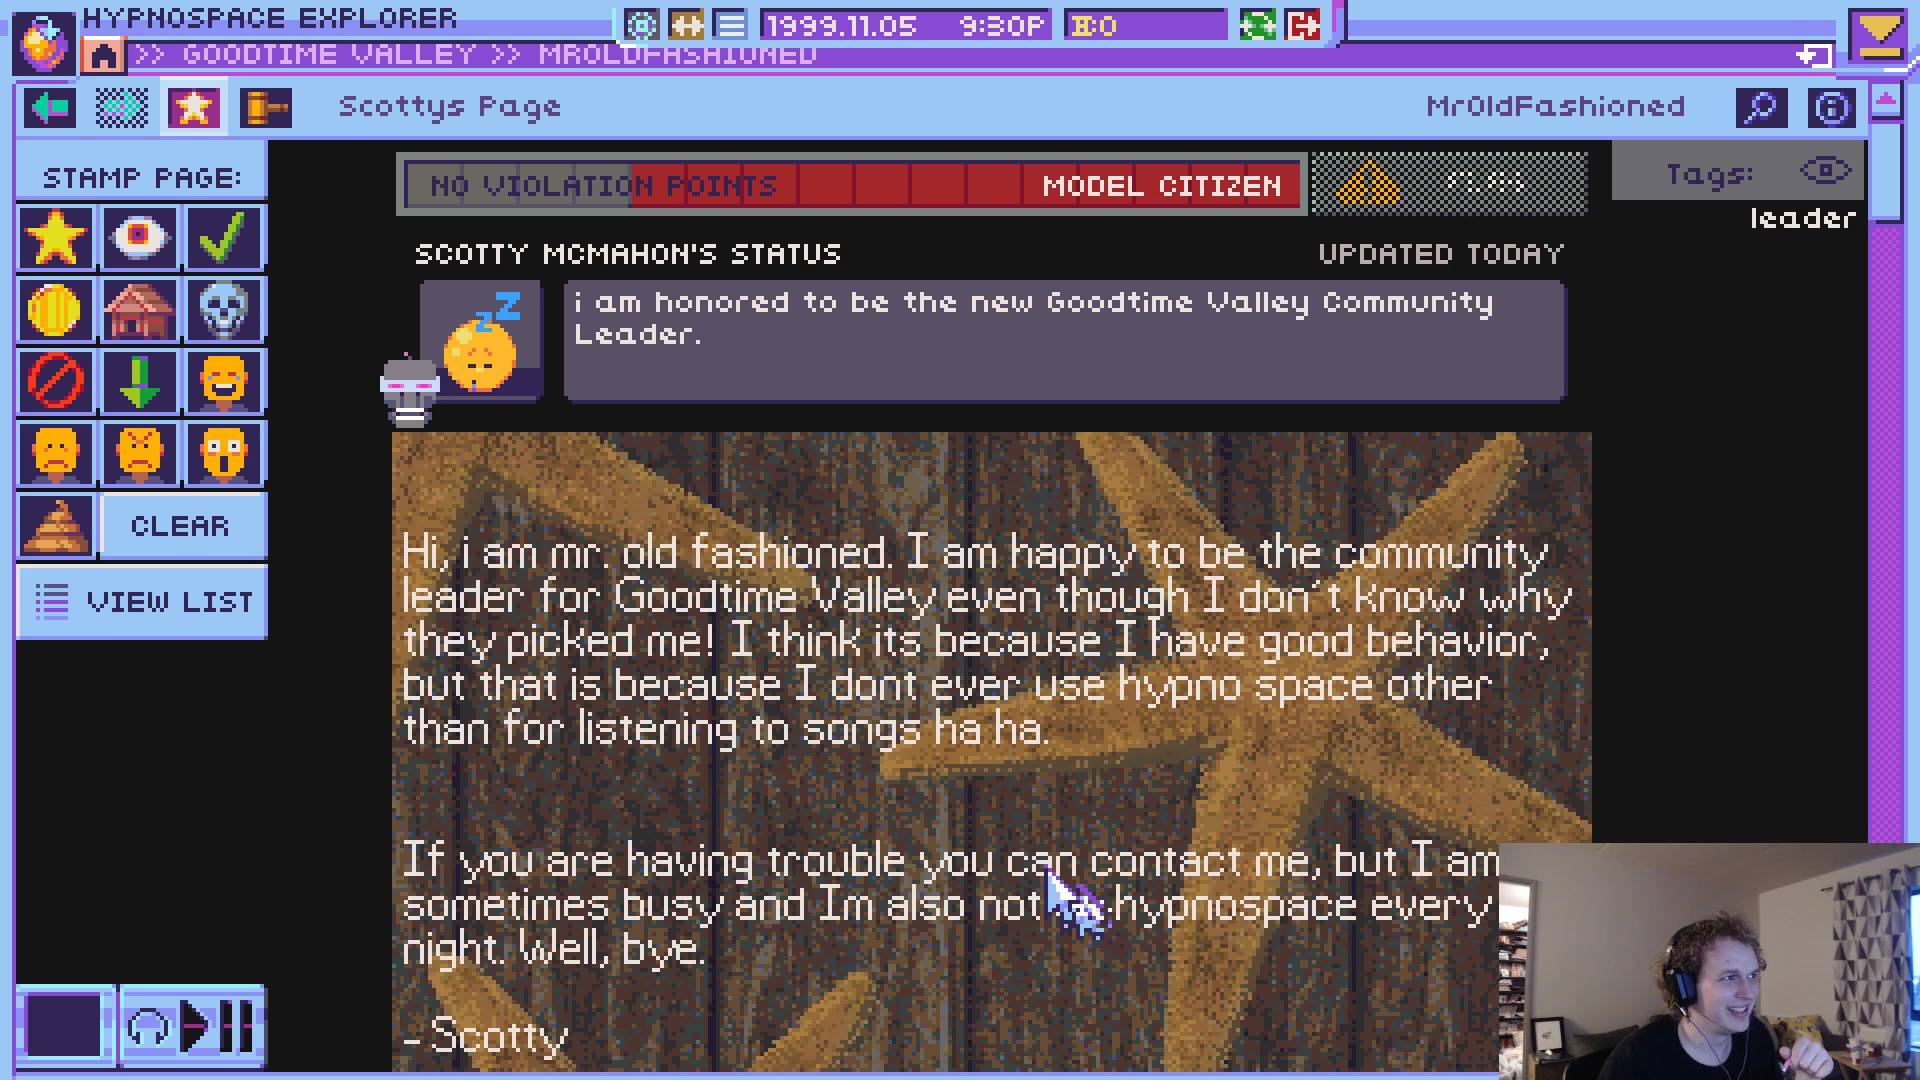 HYPNOSPACE EXPLORER
1999.11.05 9:30P
0
>> GOODTIME VALLEY >> MROLDFASHIONED
Scottys Page
MrOldFashioned
STAMP PAGE:
NO VIOLATION POINTS
MODEL CITIZEN
Tags:
leader
SCOTTY MCMAHON'S STATUS
UPDATED TODAY
i am honored to be the new Goodtime Valley Community
Leader.
CLEAR
VIEW LIST
Hi, i am mr. old fashioned. I am happy to be the community
leader for Goodtime Valley even though I don´t know why
they picked me! I think its because I have good behavior,
but that is because I dont ever use hypno space other
than for listening to songs ha ha.
If you are having trouble you can contact me, but I am
sometimes busy and Im also not hypnospace every
night. Well, bye.
- Scotty